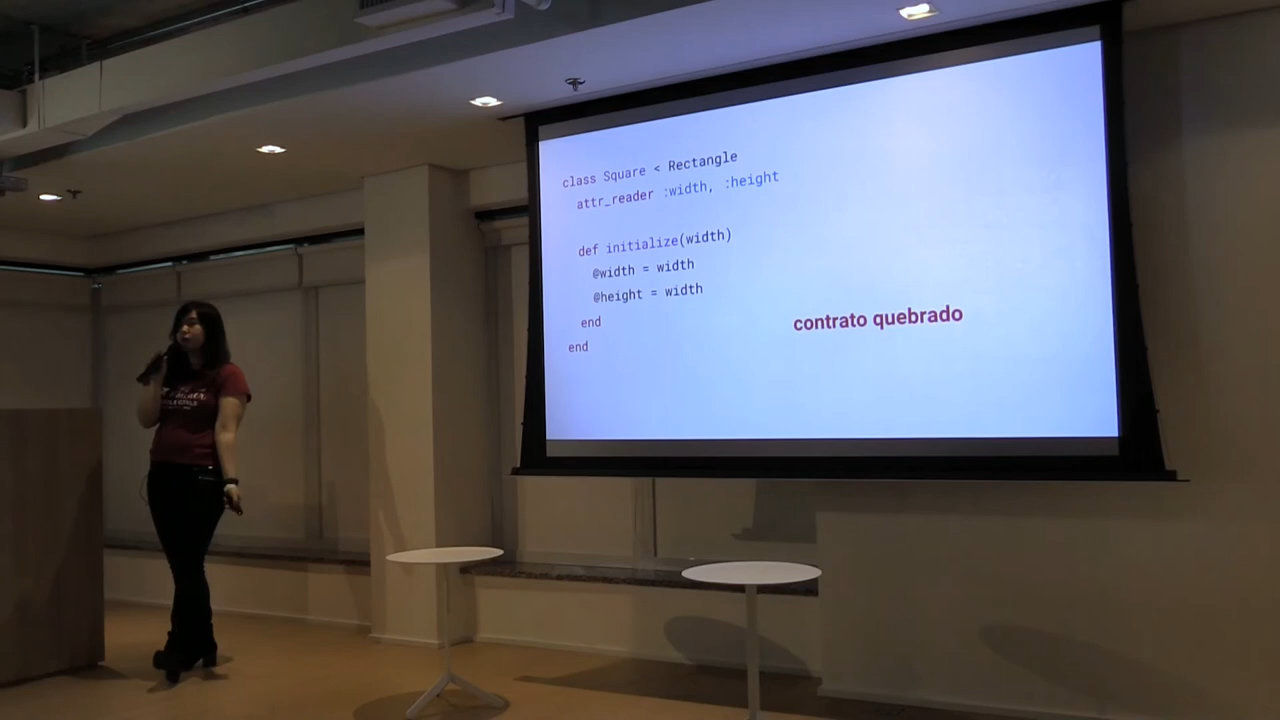 class Square < Rectangle
attr_reader :width, :height
def initialize(width)
@width = width
@height = width
end
end
contrato quebrado